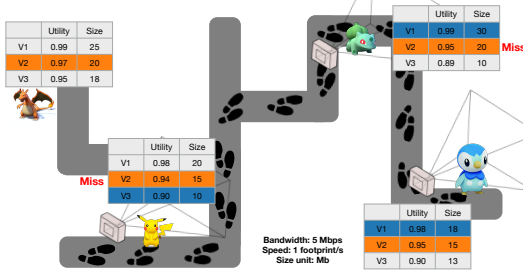 Utility Size
V1 0.99 25
V2 0.97 20
V3 0.95 18
Utility Size
V1 0.99 30
V2 0.95 20
Miss
V3 0.89 10
Utility Size
V1 0.98 20
Miss
V2 0.94 15
V3 0.90 10
Utility Size
V1 0.98 18
V2 0.95 15
V3 0.90 13
Bandwidth: 5 Mbps
Speed: 1 footprint/s
Size unit: Mb